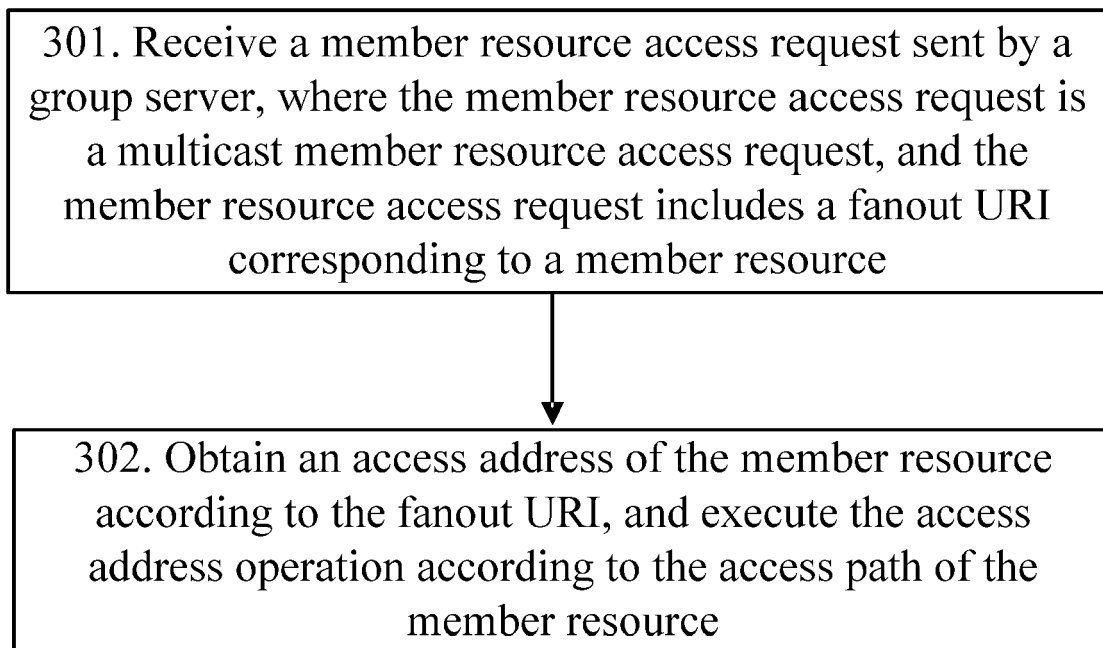 301. Receive a member resource access request sent by a
group server, where the member resource access request is
a multicast member resource access request, and the
member resource access request includes a fanout URI
corresponding to a member resource
302. Obtain an access address of the member resource
according to the fanout URI, and execute the access
address operation according to the access path of the
member resource